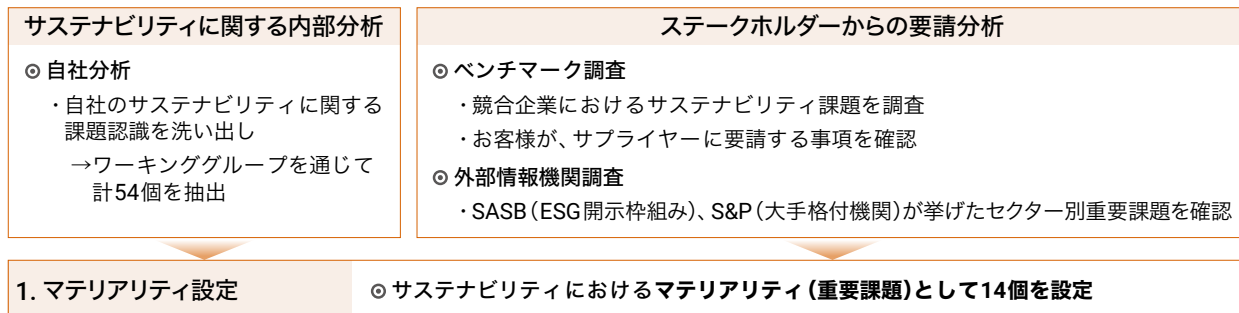 サステナビリティに関する内部分析
◎自社分析
・自社のサステナビリティに関する
課題認識を洗い出し
→ワーキンググループを通じて
計54個を抽出
ステークホルダーからの要請分析
◎ベンチマーク調査
・競合企業におけるサステナビリティ課題を調査
・お客様が、サプライヤーに要請する事項を確認
◎外部情報機関調査
・SASB（ESG開示枠組み）、S&P（大手格付機関）が挙げたセクター別重要課題を確認
1. マテリアリティ設定
◎サステナビリティにおけるマテリアリティ（重要課題）として14個を設定